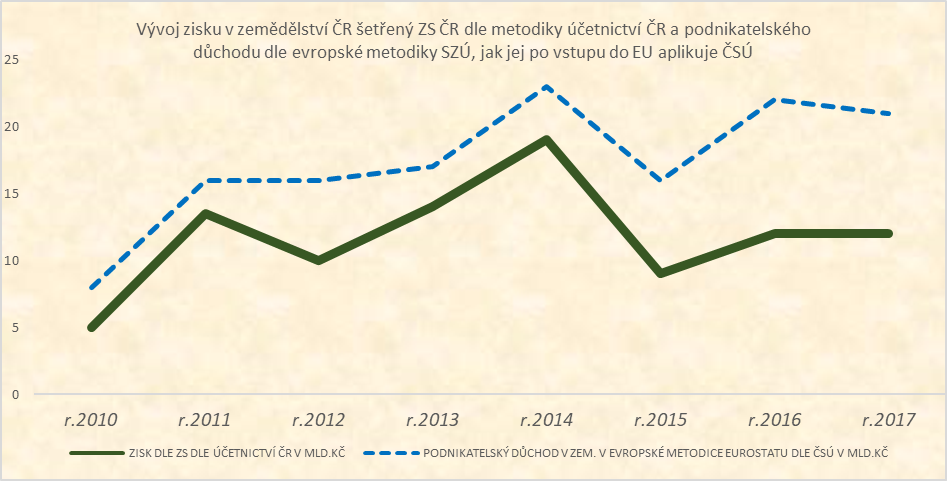 Vývoj zisku v zemědělství ČR šetřený ZS ČR dle metodiky účetnictví ČR a podnikatelského
důchodu dle evropské metodiky SZÚ, jak jej po vstupu do EU aplikuje ČSÚ
25
20
15
10
5
0
r.2010 r.2011 r.2012 r.2013 r.2014 r.2015 r.2016 r.2017
ZISK DLE ZS DLE ÚČETNICTVÍ ČR V MLD.KČ PODNIKATELSKÝ DŮCHOD V ZEM. V EVROPSKÉ METODICE EUROSTATU DLE ČSÚ V MLD.KČ